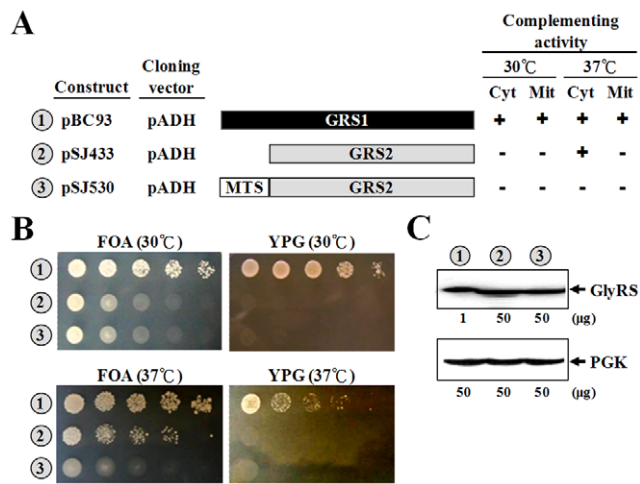 A
Complementing
activity
Construct Cloning vector 30℃ 37℃
Cyt Mit Cyt Mit
1 pBC93 pADH GRS1 + + + +
2 pSJ433 pADH GRS2 - - + -
3 pSJ530 pADH MTS GRS2 - - - -
B
FOA (30℃) YPG (30℃)
1
2
3
FOA (37℃) YPG (37℃)
1
2
3
C
1 2 3
GlyRS
1 50 50 (μg)
PGK
50 50 50 (μg)